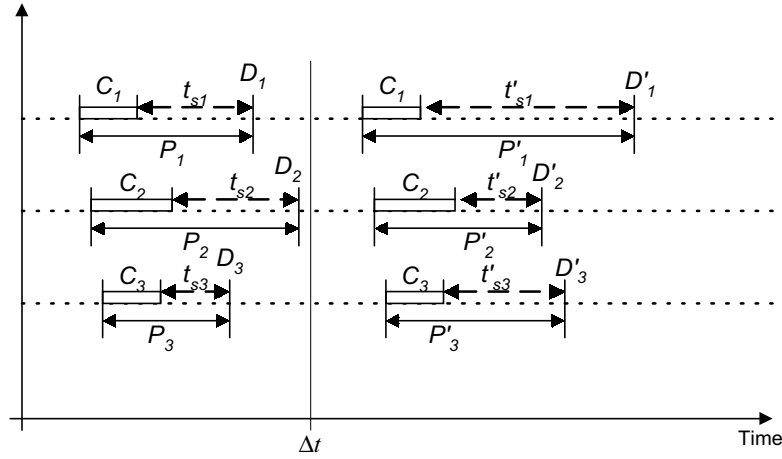 C1 ts1 D1 C1 t's1 D'1
P1 P'1
C2 ts2 D2 C2 t's2 D'2
P2 P'2
C3 ts3 D3 C3 t's3 D'3
P3 P'3
Δt Time